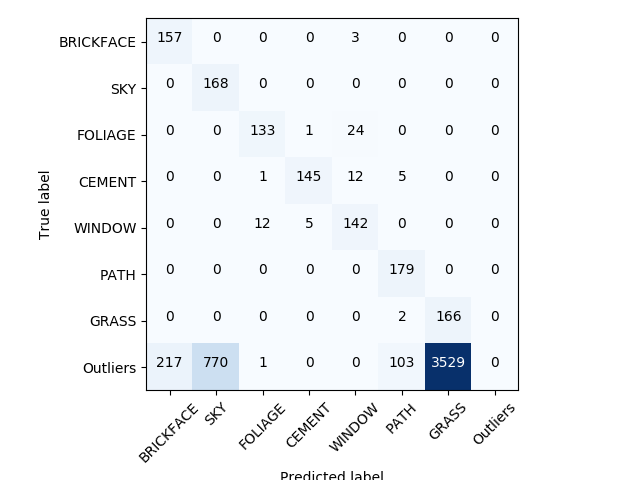 BRICKFACE 157 0 0 0 3 0 0 0
SKY 0 168 0 0 0 0 0 0
FOLIAGE 0 0 133 1 24 0 0 0
CEMENT 0 0 1 145 12 5 0 0
WINDOW 0 0 12 5 142 0 0 0
PATH 0 0 0 0 0 179 0 0
GRASS 0 0 0 0 0 2 166 0
Outliers 217 770 1 0 0 103 3529 0
True label
BRICKFACE SKY FOLIAGE CEMENT WINDOW PATH GRASS Outliers
Predicted label